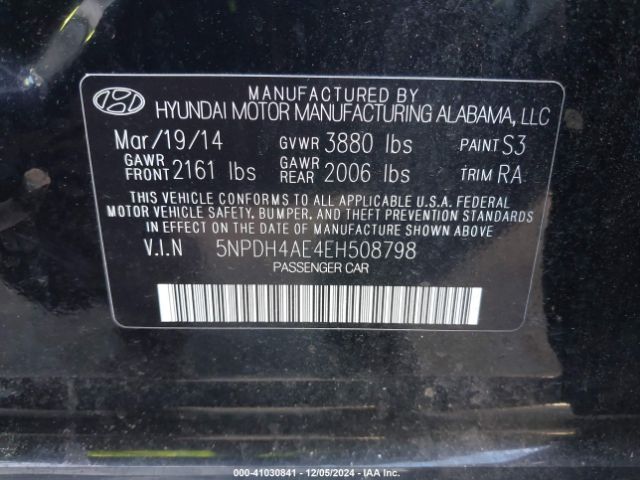 MANUFACTURED BY
HYUNDAI MOTOR MANUFACTURING ALABAMA, LLC
Mar/19/14 GVWR 3880 lbs PAINT S3
GAWR FRONT 2161 lbs GAWR REAR 2006 lbs TRIM RA
THIS VEHICLE CONFORMS TO ALL APPLICABLE U.S.A. FEDERAL
MOTOR VEHICLE SAFETY, BUMPER, AND THEFT PREVENTION STANDARDS
IN EFFECT ON THE DATE OF MANUFACTURE SHOWN ABOVE.
V.I.N 5NPDH4AE4EH508798
PASSENGER CAR
000-41030841 - 12/05/2024 - IAA Inc.